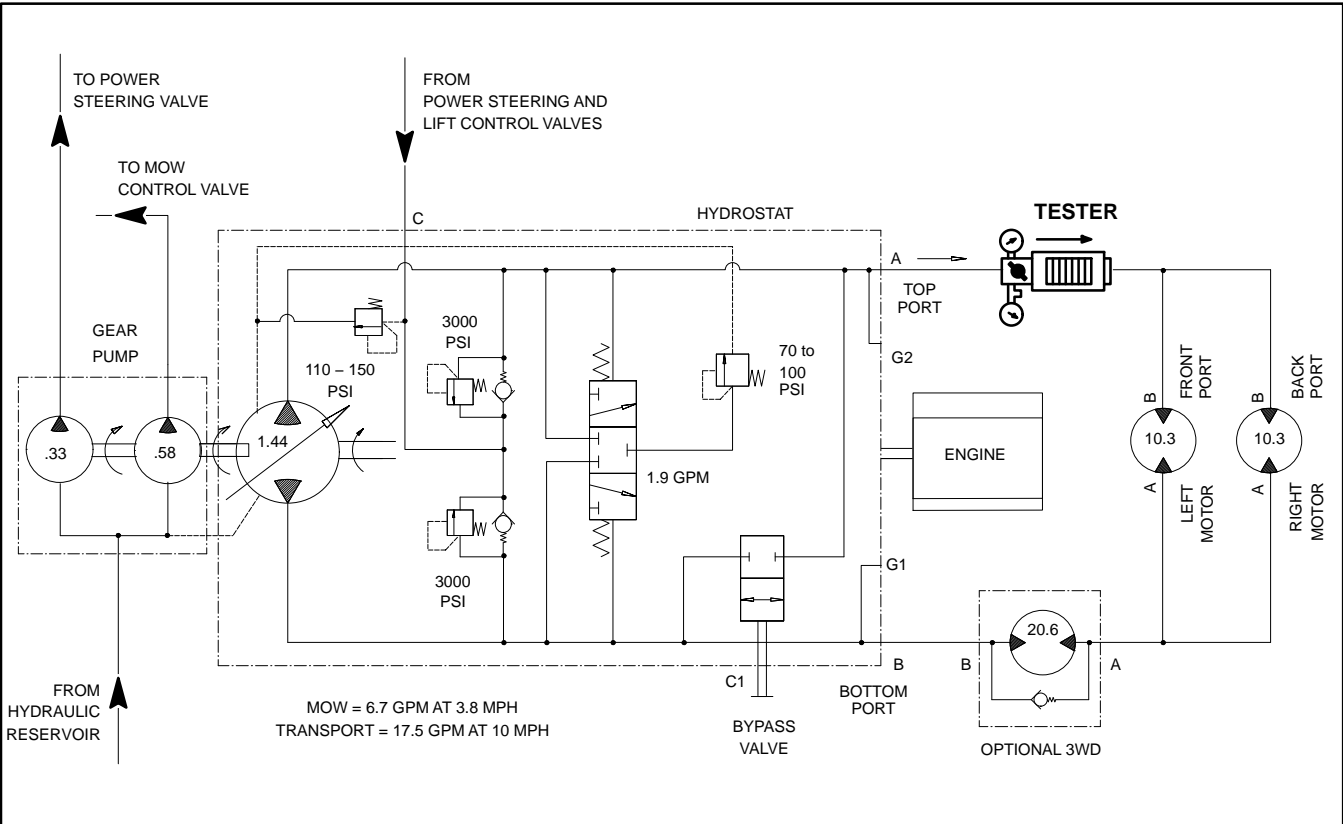 TO POWER
STEERING VALVE
FROM
POWER STEERING AND
LIFT CONTROL VALVES
TO MOW
CONTROL VALVE
C
HYDROSTAT
TESTER
A
TOP
PORT
GEAR
PUMP
3000
PSI
110 – 150
PSI
70 to
100
PSI
G2
FRONT
PORT
BACK
PORT
B
B
.33
.58
1.44
10.3
10.3
ENGINE
1.9 GPM
A
A
LEFT
MOTOR
RIGHT
MOTOR
3000
PSI
G1
20.6
B
B
A
C1
BOTTOM
PORT
FROM
HYDRAULIC
RESERVOIR
MOW = 6.7 GPM AT 3.8 MPH
TRANSPORT = 17.5 GPM AT 10 MPH
BYPASS
VALVE
OPTIONAL 3WD